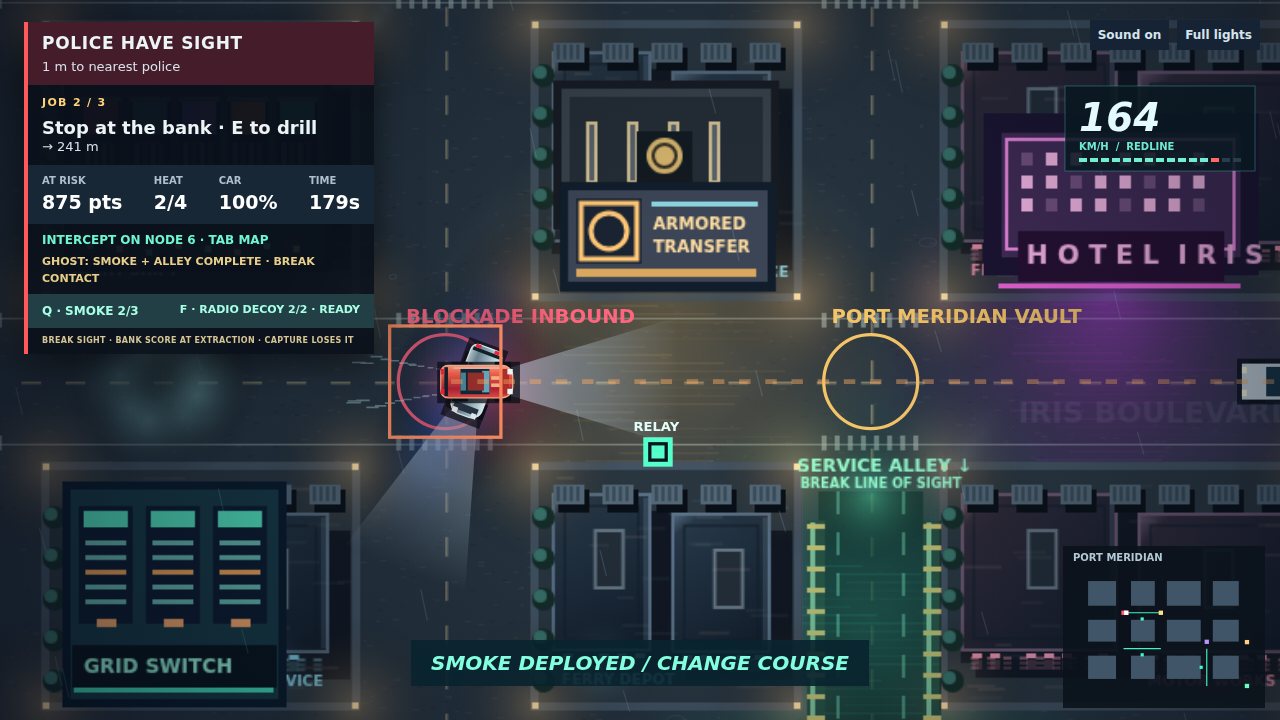 POLICE HAVE SIGHT
1 m to nearest police
JOB 2 / 3
Stop at the bank · E to drill
→ 241 m
AT RISK HEAT CAR TIME
875 pts 2/4 100% 179s
INTERCEPT ON NODE 6 · TAB MAP
GHOST: SMOKE + ALLEY COMPLETE · BREAK
CONTACT
Q · SMOKE 2/3 F · RADIO DECOY 2/2 · READY
BREAK SIGHT · BANK SCORE AT EXTRACTION · CAPTURE LOSES IT
Sound on Full lights
164
KM/H / REDLINE
ARMORED
TRANSFER
HOTEL IRIS
BLOCKADE INBOUND
PORT MERIDIAN VAULT
IRIS BOULEVARD
RELAY
SERVICE ALLEY ↓
BREAK LINE OF SIGHT
GRID SWITCH
VICE
SMOKE DEPLOYED / CHANGE COURSE
FERRY DEPOT
PORT MERIDIAN